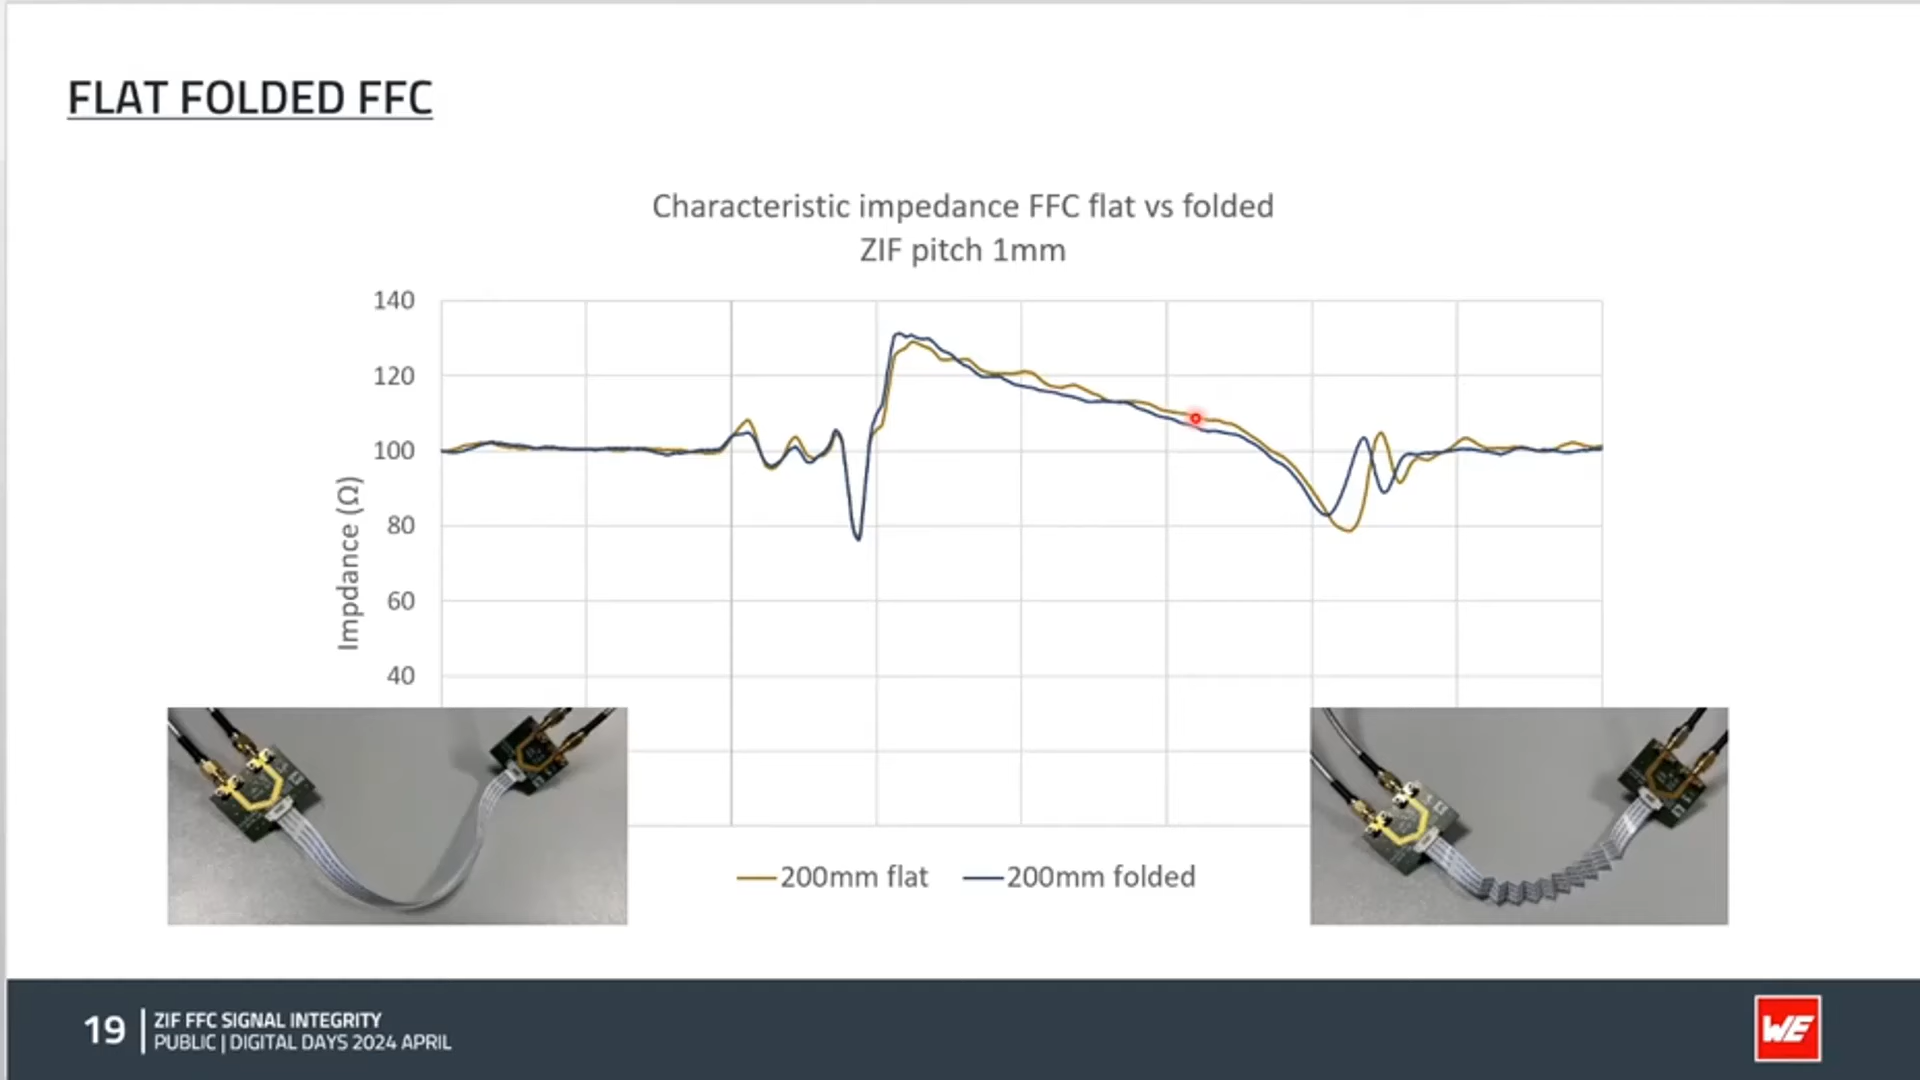 FLAT FOLDED FFC
Characteristic impedance FFC flat vs folded
ZIF pitch 1mm
140
120
100
80
60
40
Impdance (Ω)
200mm flat
200mm folded
19
ZIF FFC SIGNAL INTEGRITY
PUBLIC | DIGITAL DAYS 2024 APRIL
WE